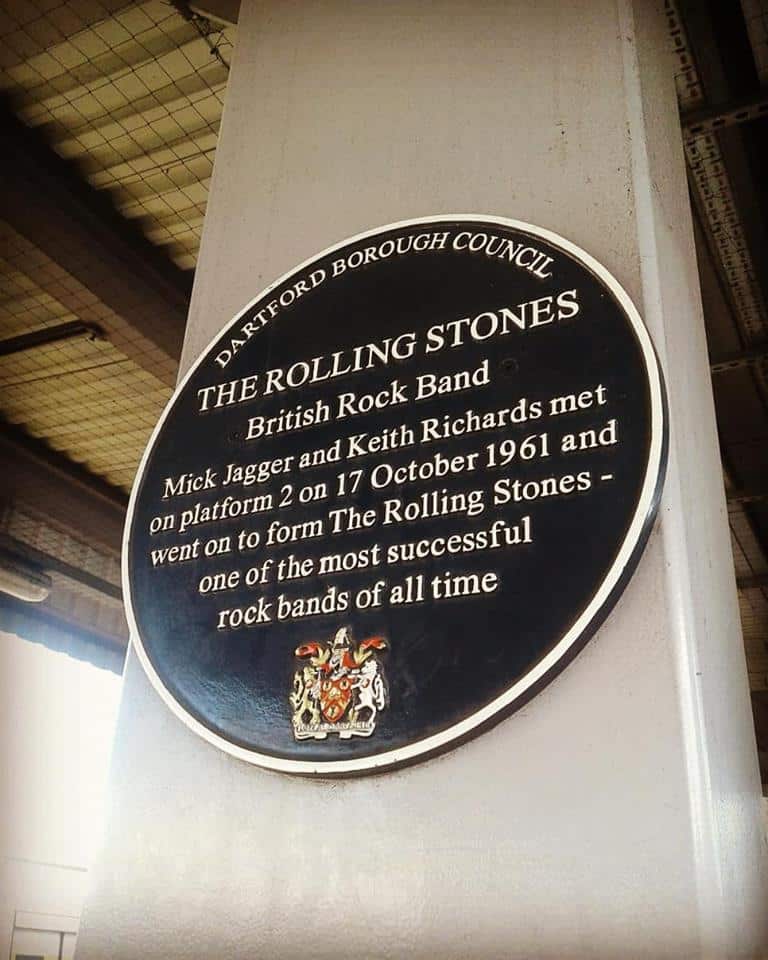 DARTFORD BOROUGH COUNCIL
THE ROLLING STONES
British Rock Band
Mick Jagger and Keith Richards met
on platform 2 on 17 October 1961 and
went on to form The Rolling Stones -
one of the most successful
rock bands of all time